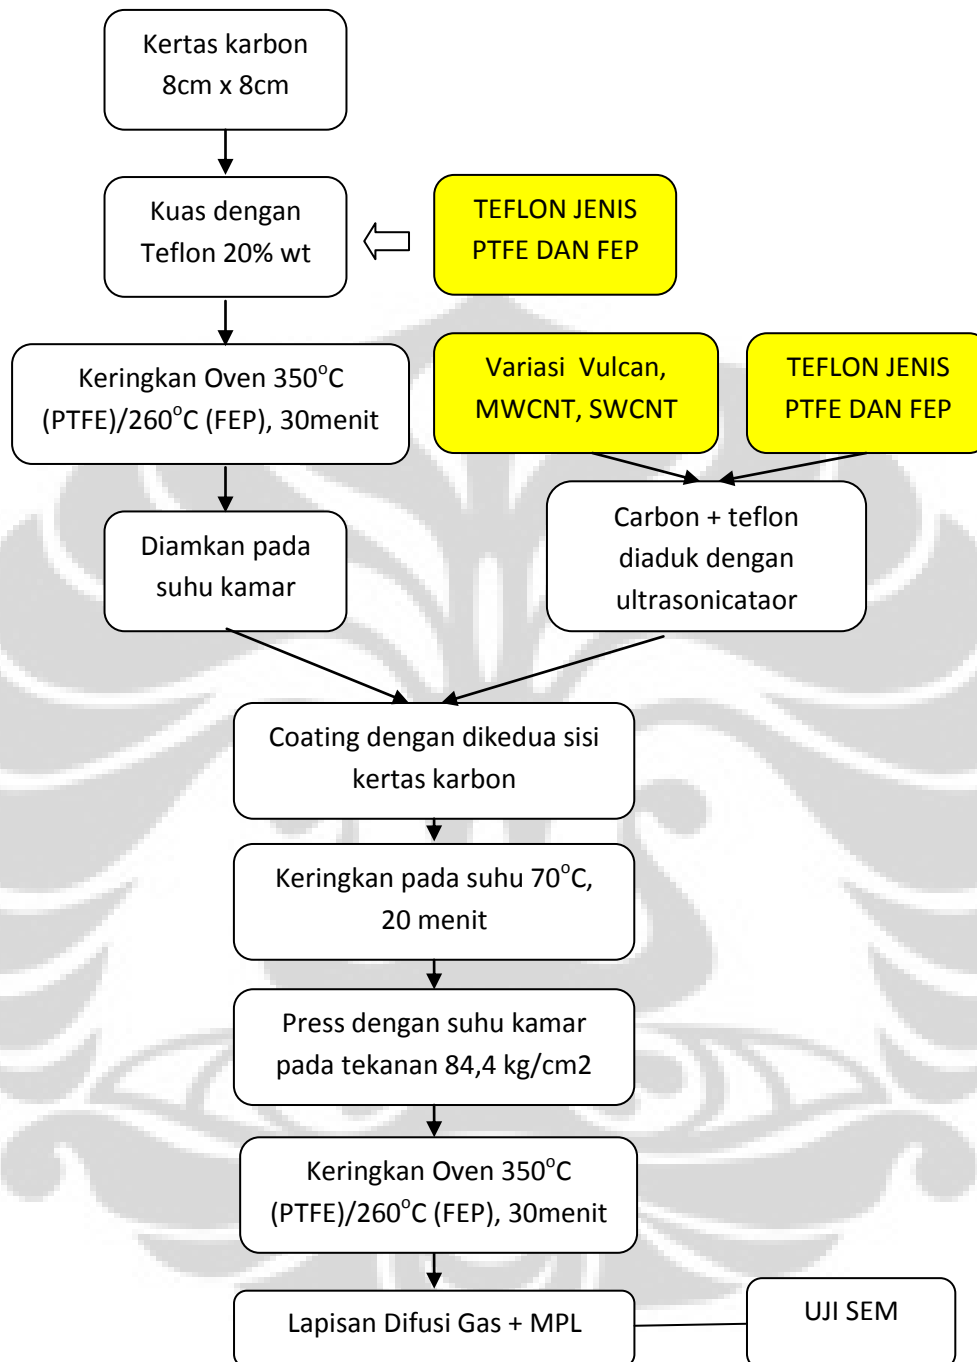 Kertas karbon
8cm x 8cm
Kuas dengan
Teflon 20% wt
TEFLON JENIS
PTFE DAN FEP
Keringkan Oven 350°C
(PTFE)/260°C (FEP), 30menit
Variasi Vulcan,
MWCNT, SWCNT
TEFLON JENIS
PTFE DAN FEP
Diamkan pada
suhu kamar
Carbon + teflon
diaduk dengan
ultrasonicataor
Coating dengan dikedua sisi
kertas karbon
Keringkan pada suhu 70°C,
20 menit
Press dengan suhu kamar
pada tekanan 84,4 kg/cm2
Keringkan Oven 350°C
(PTFE)/260°C (FEP), 30menit
Lapisan Difusi Gas + MPL
UJI SEM